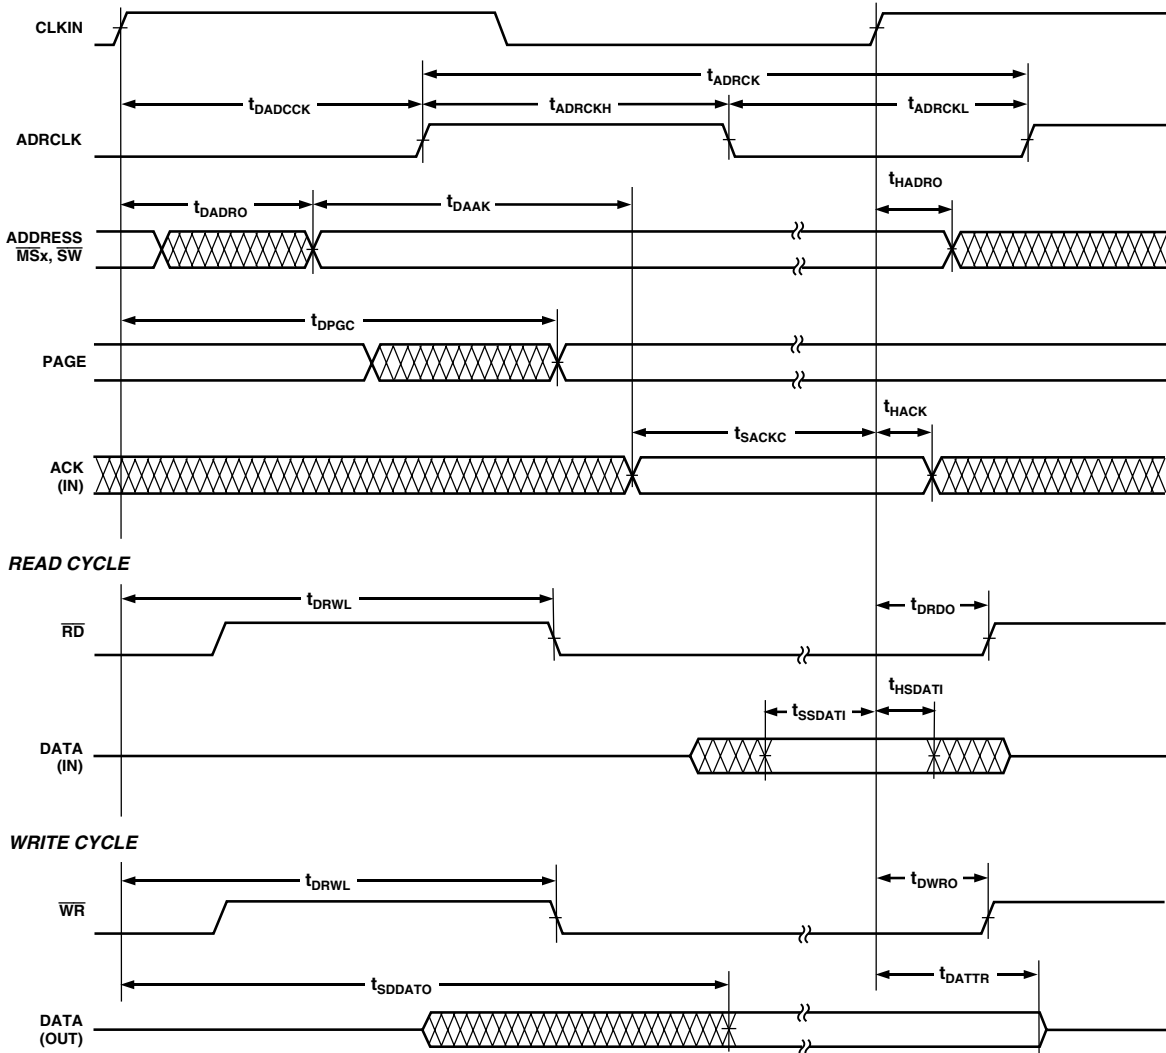 CLKIN
tADRCK
tDADCCK
tADRCKH
tADRCKL
ADRCLK
tHADRO
tDADRO
tDAAK
ADDRESS
MSx, SW
tDPGC
PAGE
tHACK
tSACKC
ACK
(IN)
READ CYCLE
tDRWL
tDRDO
RD
tHSDATI
tSSDATI
DATA
(IN)
WRITE CYCLE
tDRWL
tDWRO
WR
tDATTR
tSDDATO
DATA
(OUT)